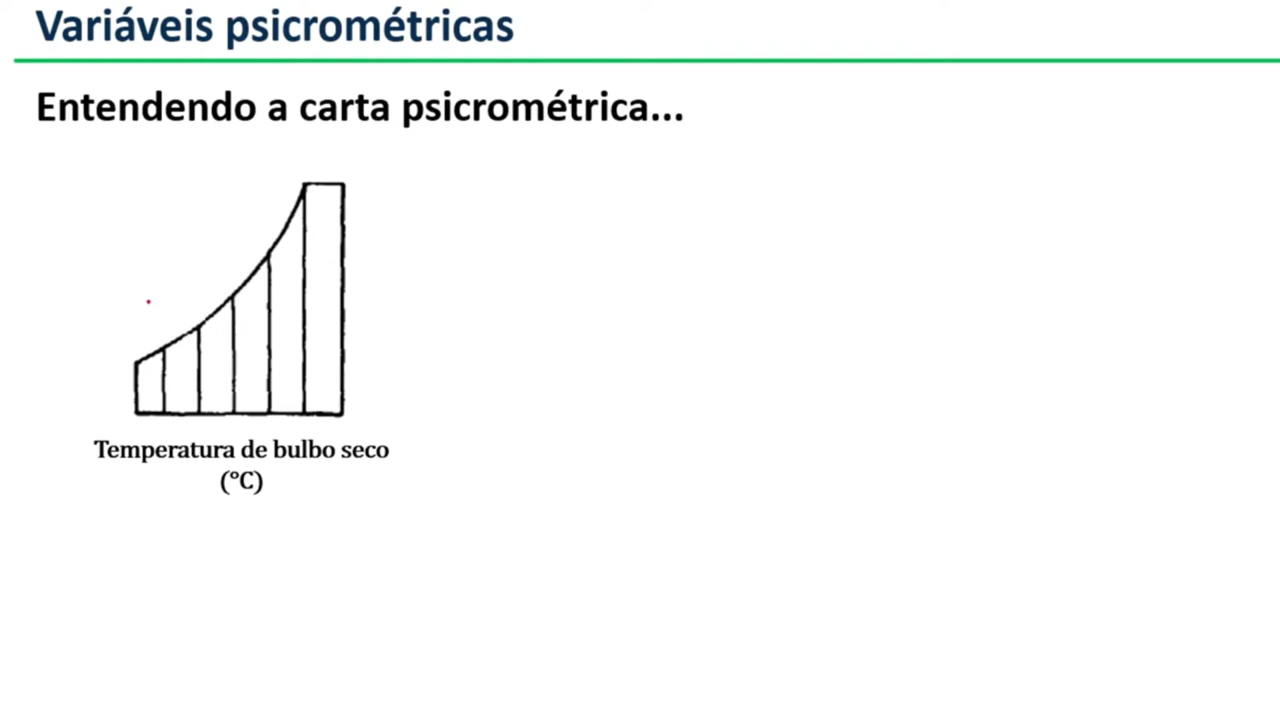 Variáveis psicrométricas
Entendendo a carta psicrométrica...
Temperatura de bulbo seco
(°C)